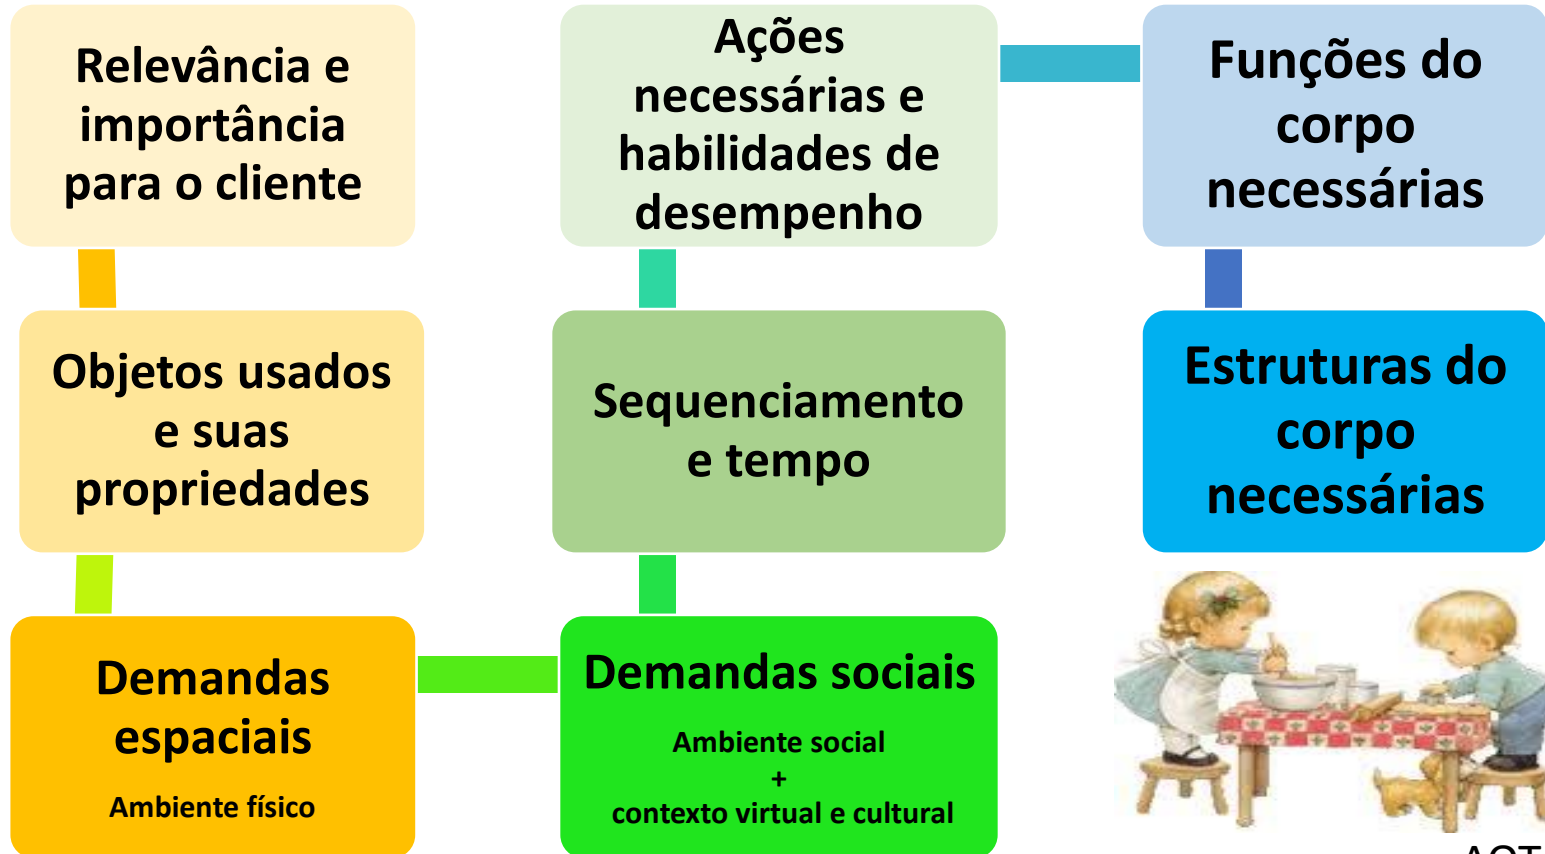 Relevância e
importância
para o cliente
Objetos usados
e suas
propriedades
Demandas
espaciais
Ambiente físico
Demandas sociais
Ambiente social
+
contexto virtual e cultural
Sequenciamento
e tempo
Ações
necessárias e
habilidades de
desempenho
Funções do
corpo
necessárias
Estruturas do
corpo
necessárias